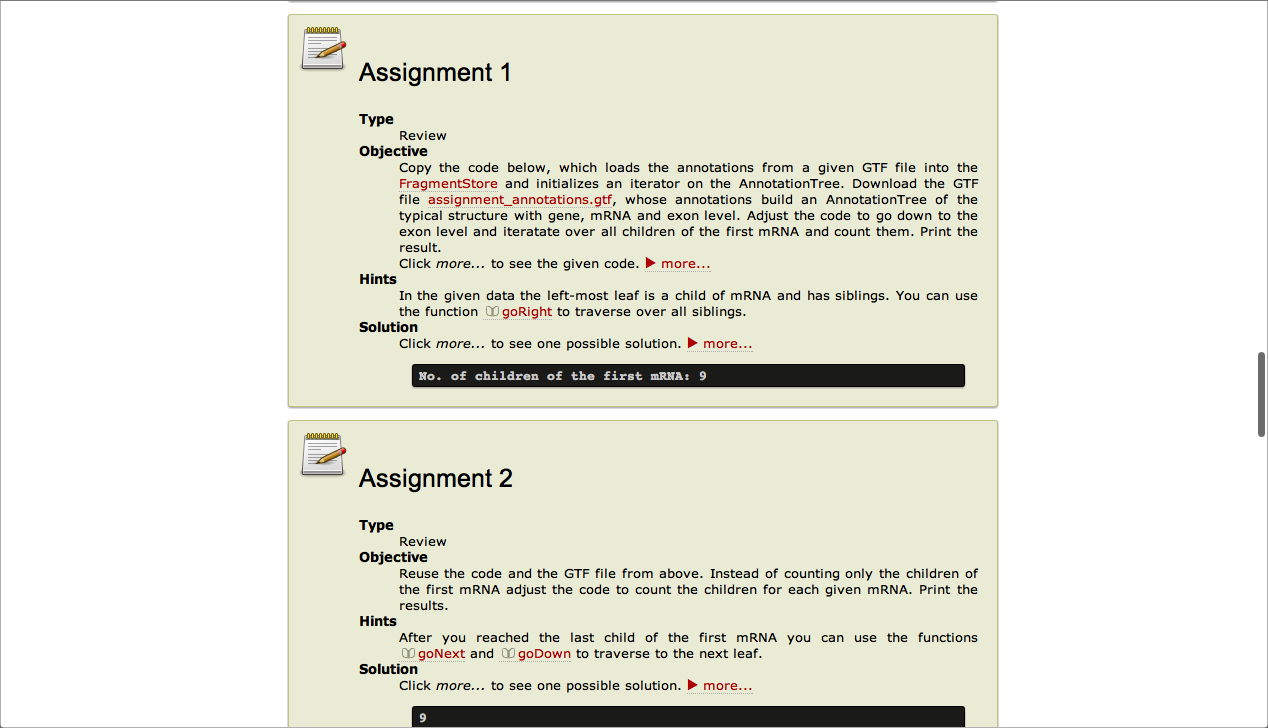 Assignment 1
Type
Review
Objective
Copy the code below, which loads the annotations from a given GTF file into the
FragmentStore and initializes an iterator on the AnnotationTree. Download the GTF
file assignment_annotations.gtf, whose annotations build an AnnotationTree of the
typical structure with gene, mRNA and exon level. Adjust the code to go down to the
exon level and iteratate over all children of the first mRNA and count them. Print the
result.
Click more... to see the given code. ▶ more...
Hints
In the given data the left-most leaf is a child of mRNA and has siblings. You can use
the function goRight to traverse over all siblings.
Solution
Click more... to see one possible solution. ▶ more...
No. of children of the first mRNA: 9
Assignment 2
Type
Review
Objective
Reuse the code and the GTF file from above. Instead of counting only the children of
the first mRNA adjust the code to count the children for each given mRNA. Print the
results.
Hints
After you reached the last child of the first mRNA you can use the functions
goNext and goDown to traverse to the next leaf.
Solution
Click more... to see one possible solution. ▶ more...
9